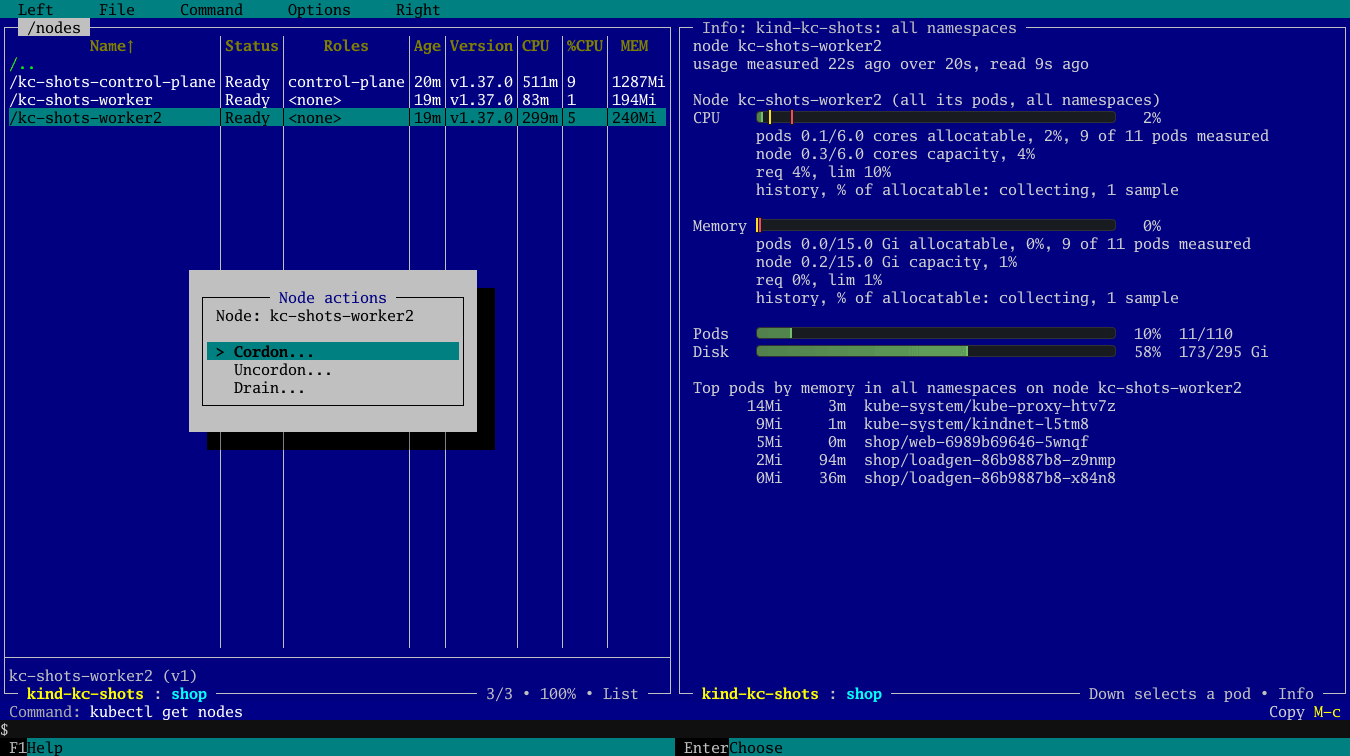 Left File Command Options Right
/nodes
Name↑ Status Roles Age Version CPU %CPU MEM
/..
/kc-shots-control-plane Ready control-plane 20m v1.37.0 511m 9 1287Mi
/kc-shots-worker Ready <none> 19m v1.37.0 83m 1 194Mi
/kc-shots-worker2 Ready <none> 19m v1.37.0 299m 5 240Mi
Node actions
Node: kc-shots-worker2
> Cordon...
Uncordon...
Drain...
kc-shots-worker2 (v1)
kind-kc-shots : shop 3/3 • 100% • List
Info: kind-kc-shots: all namespaces
node kc-shots-worker2
usage measured 22s ago over 20s, read 9s ago
Node kc-shots-worker2 (all its pods, all namespaces)
CPU 2%
pods 0.1/6.0 cores allocatable, 2%, 9 of 11 pods measured
node 0.3/6.0 cores capacity, 4%
req 4%, lim 10%
history, % of allocatable: collecting, 1 sample
Memory 0%
pods 0.0/15.0 Gi allocatable, 0%, 9 of 11 pods measured
node 0.2/15.0 Gi capacity, 1%
req 0%, lim 1%
history, % of allocatable: collecting, 1 sample
Pods 10% 11/110
Disk 58% 173/295 Gi
Top pods by memory in all namespaces on node kc-shots-worker2
14Mi 3m kube-system/kube-proxy-htv7z
9Mi 1m kube-system/kindnet-l5tm8
5Mi 0m shop/web-6989b69646-5wnqf
2Mi 94m shop/loadgen-86b9887b8-z9nmp
0Mi 36m shop/loadgen-86b9887b8-x84n8
kind-kc-shots : shop Down selects a pod • Info
Command: kubectl get nodes Copy M-c
$
F1Help EnterChoose